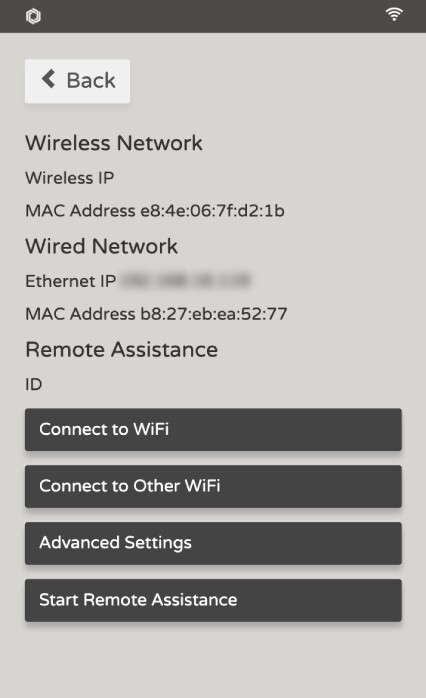 Back
Wireless Network
Wireless IP
MAC Address e8:4e:06:7f:d2:1b
Wired Network
Ethernet IP
MAC Address b8:27:eb:ea:52:77
Remote Assistance
ID
Connect to WiFi
Connect to Other WiFi
Advanced Settings
Start Remote Assistance